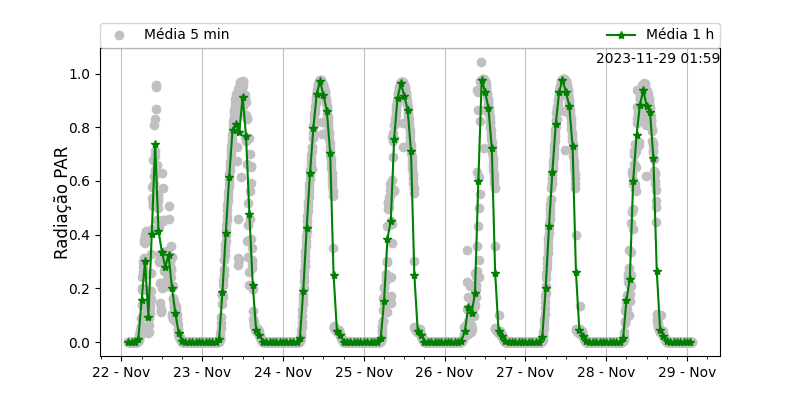 Média 5 min
Média 1 h
2023-11-29 01:59
Radiação PAR
1.0
0.8
0.6
0.4
0.2
0.0
22 - Nov
23 - Nov
24 - Nov
25 - Nov
26 - Nov
27 - Nov
28 - Nov
29 - Nov